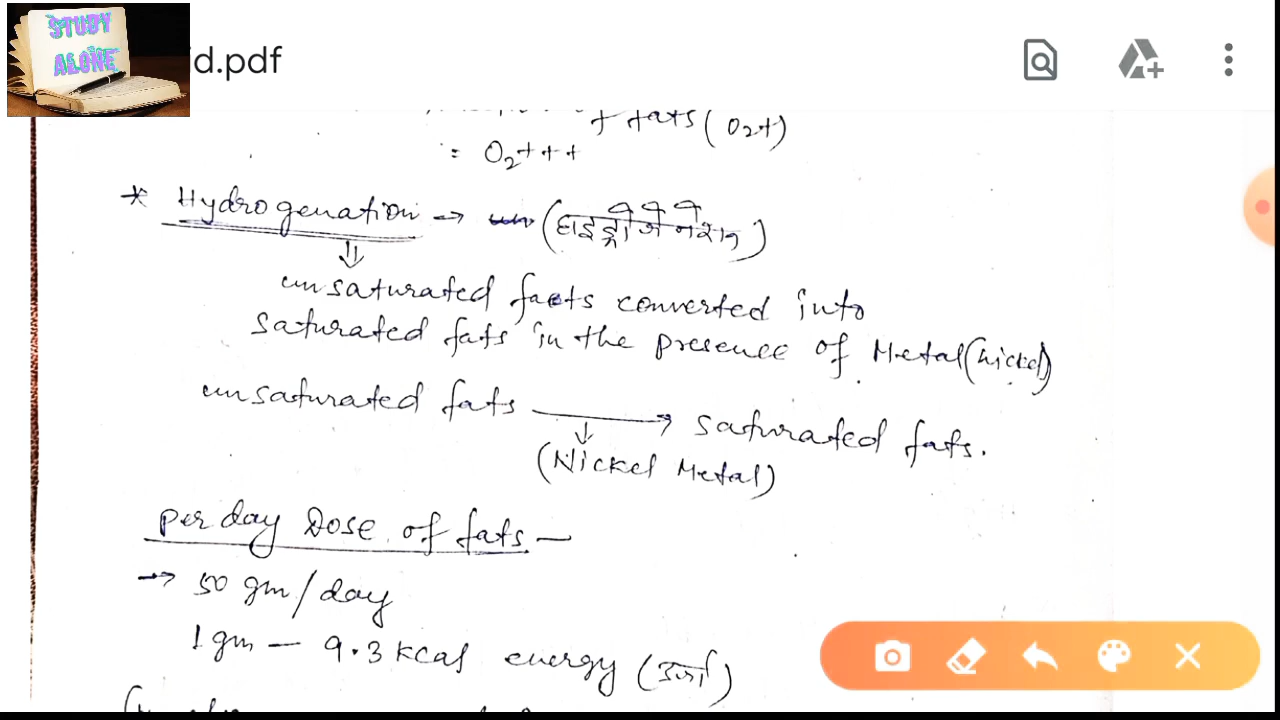 STUDY
ALONE
d.pdf
fats (O2+)
= O2+++
* Hydrogenation → (हाइड्रोजेनेशन)
⇓
unsaturated facts converted into
saturated fats in the presence of Metal (nickel)
unsaturated fats → saturated fats.
↓
(Nickel Metal)
per day Dose of fats —
→ 50 gm/day
1 gm — 9.3 kcal energy (ऊर्जा)